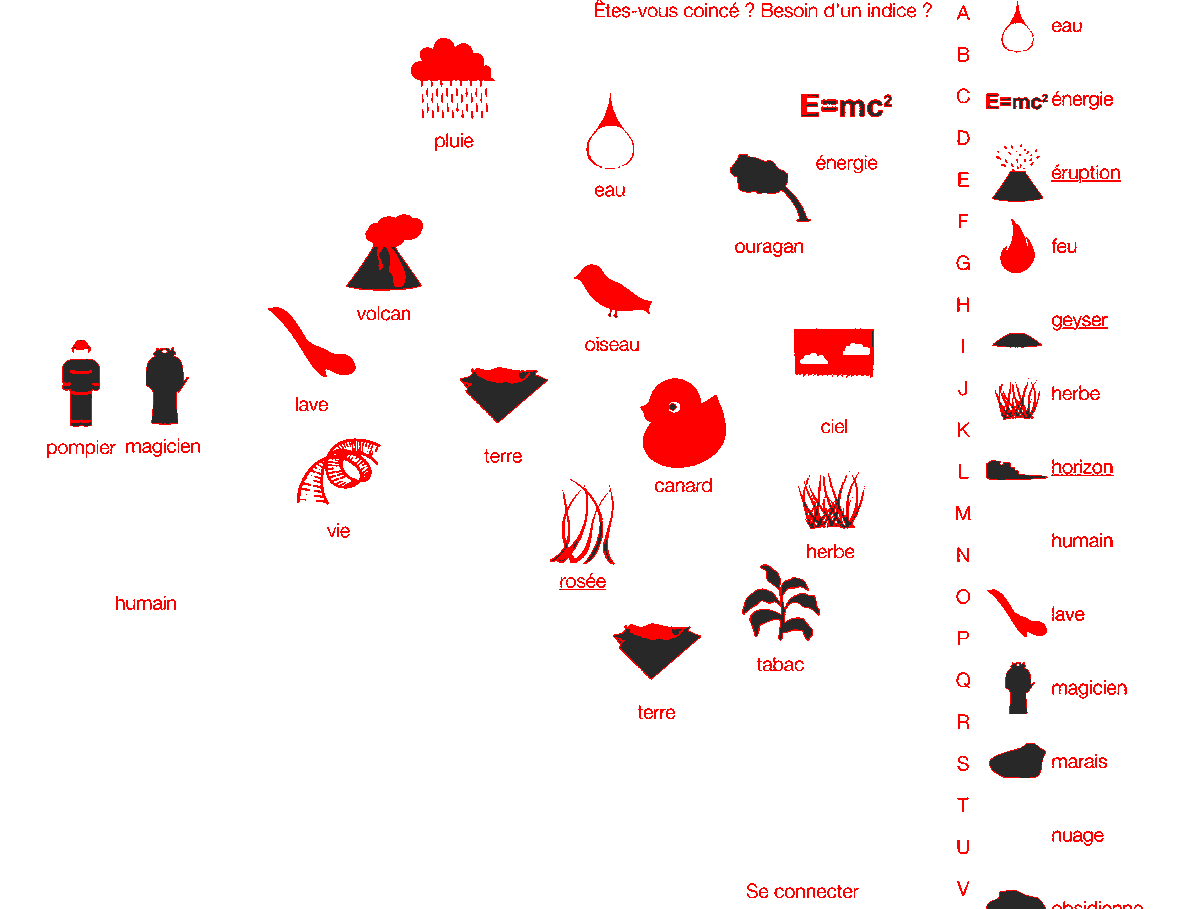 Êtes-vous coincé ? Besoin d'un indice ?
pluie
eau
E=mc²
énergie
ouragan
volcan
oiseau
lave
ciel
pompier
magicien
terre
canard
vie
herbe
rosée
humain
tabac
terre
Se connecter
A
B
C
D
E
F
G
H
I
J
K
L
M
N
O
P
Q
R
S
T
U
V
eau
E=mc² énergie
éruption
feu
geyser
herbe
horizon
humain
lave
magicien
marais
nuage
obsidienne